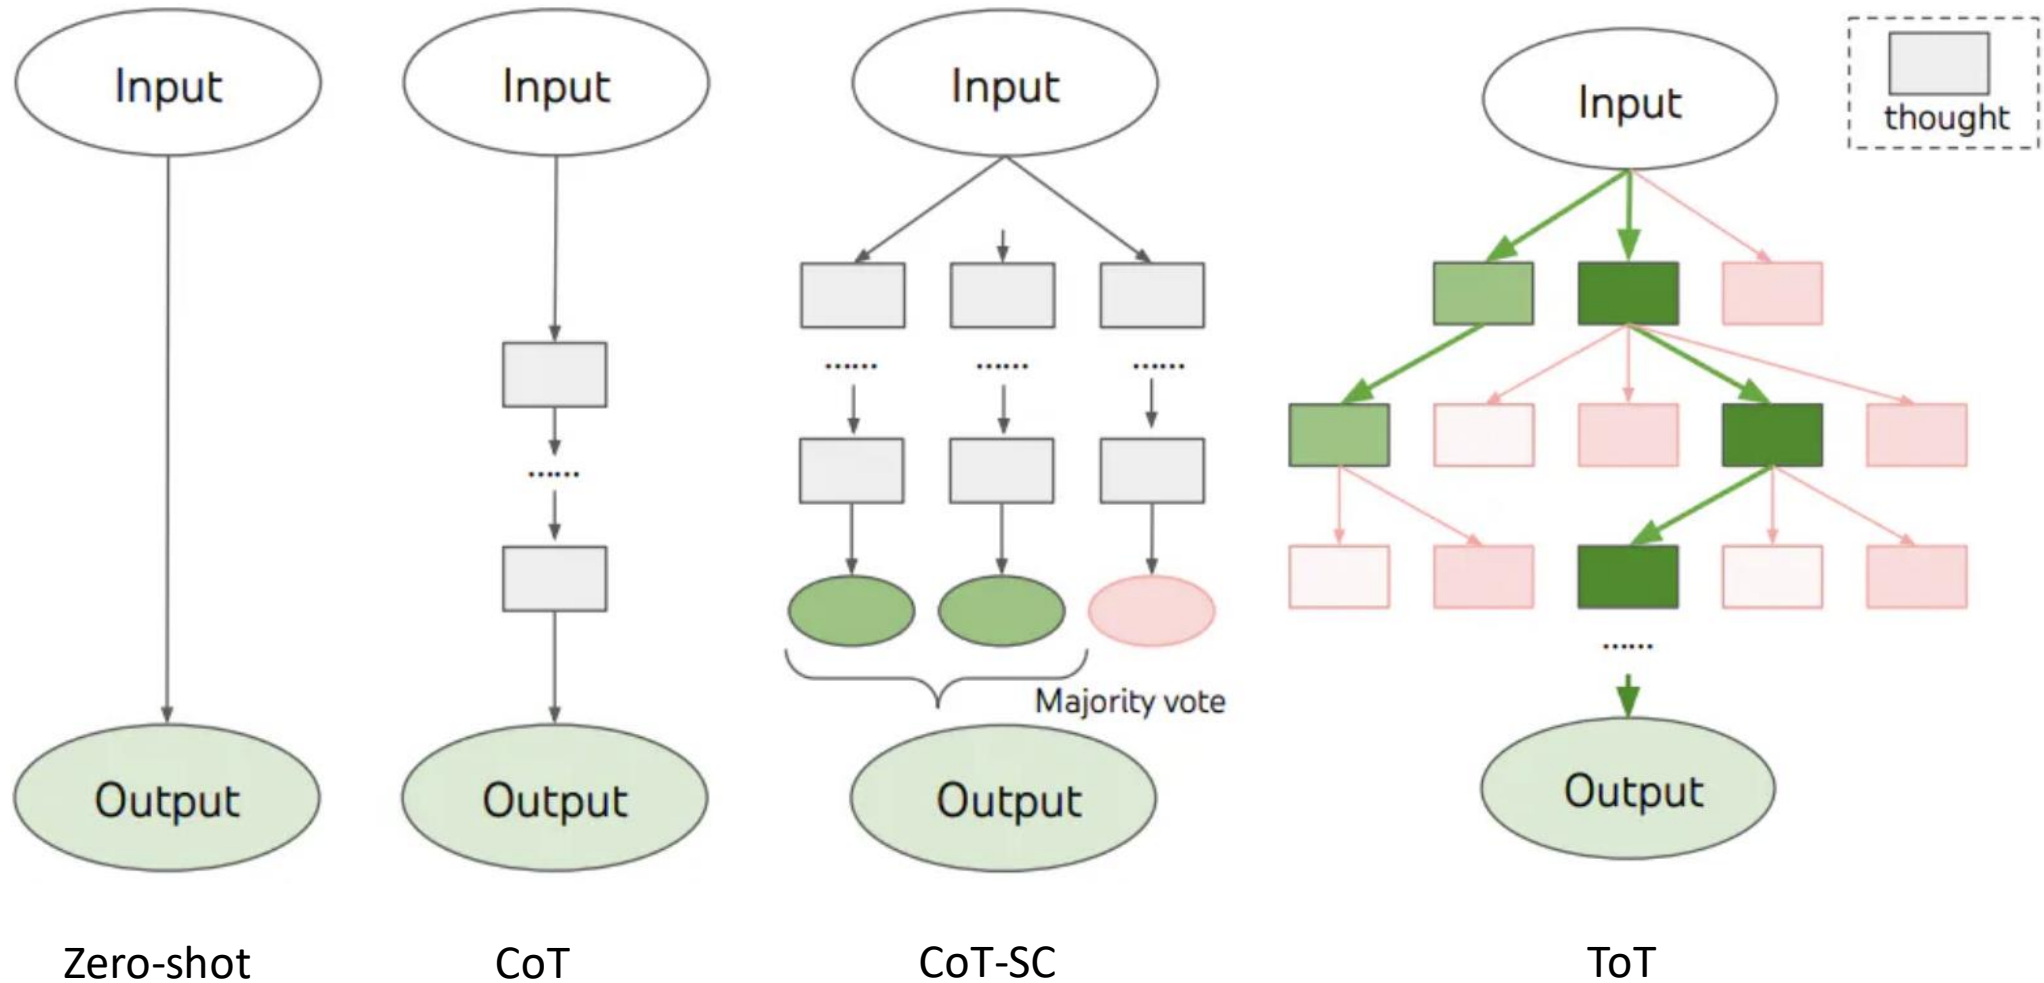 Input
Input
Input
Input
thought
......
......
......
......
......
Majority vote
Output
Output
Output
Output
Zero-shot
CoT
CoT-SC
ToT